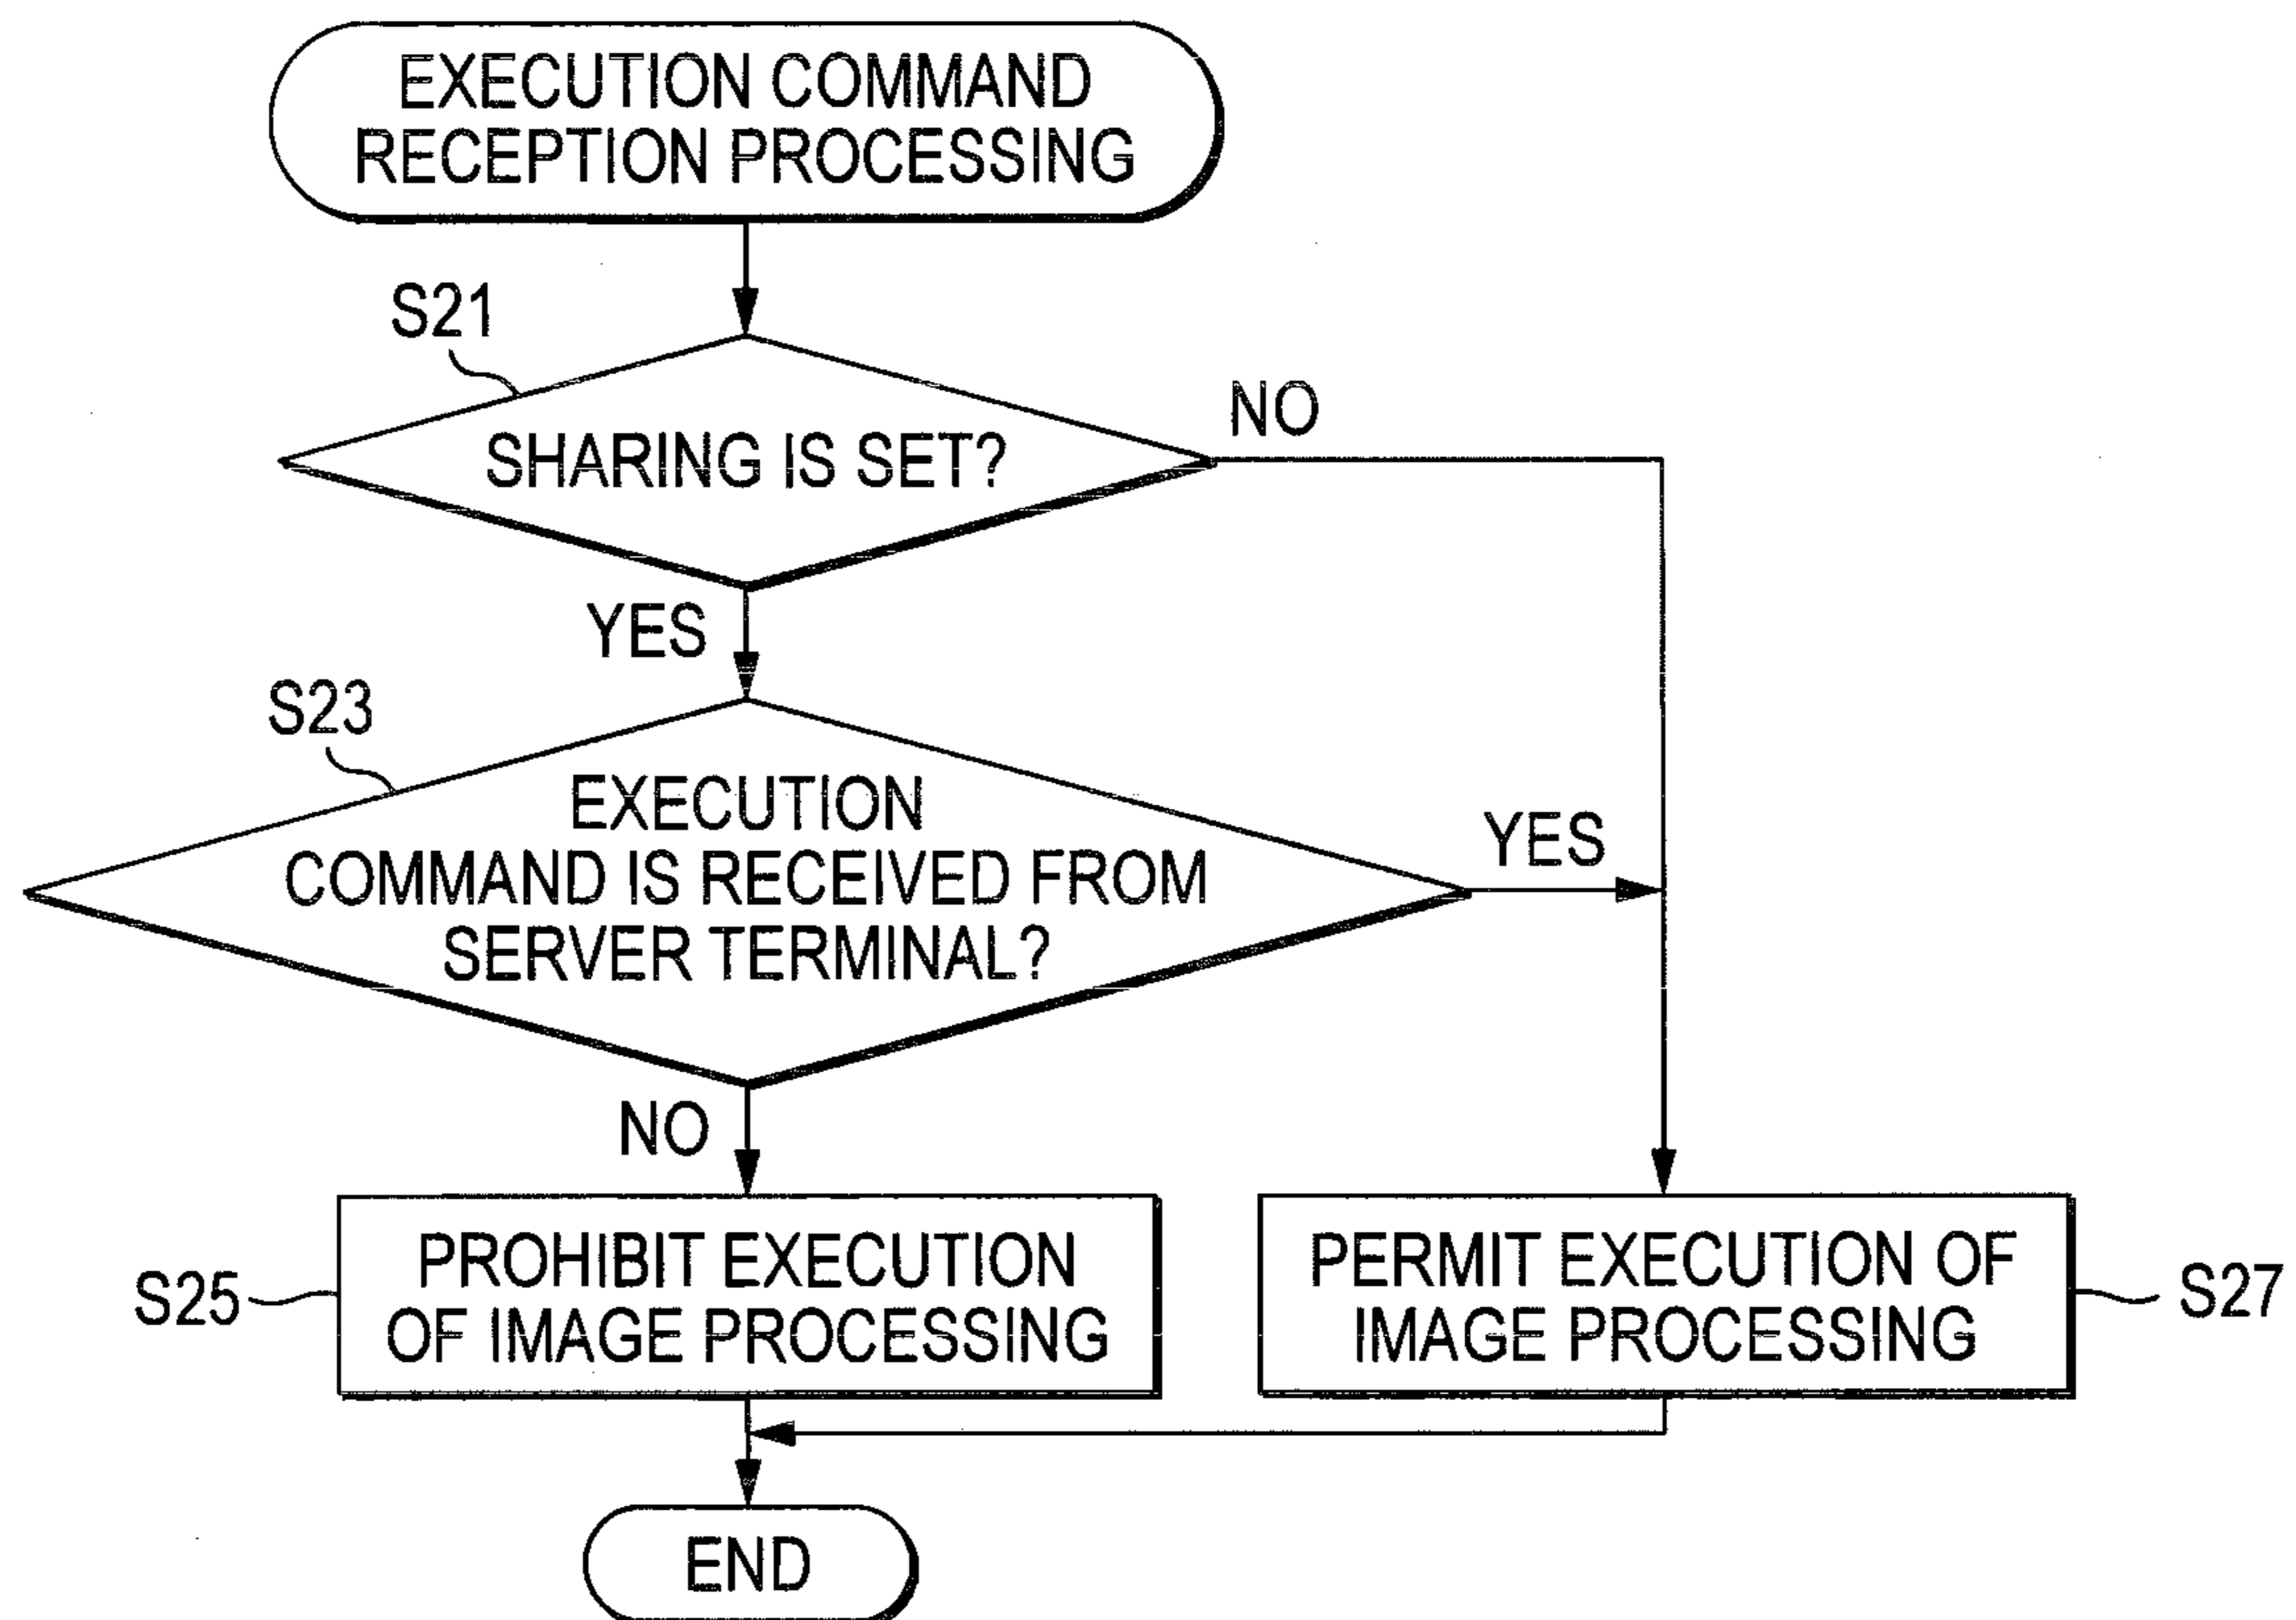 EXECUTION COMMAND
RECEPTION PROCESSING
S21
SHARING IS SET?
NO
YES
S23
EXECUTION
COMMAND IS RECEIVED FROM
SERVER TERMINAL?
YES
NO
S25
PROHIBIT EXECUTION
OF IMAGE PROCESSING
PERMIT EXECUTION OF
IMAGE PROCESSING
S27
END